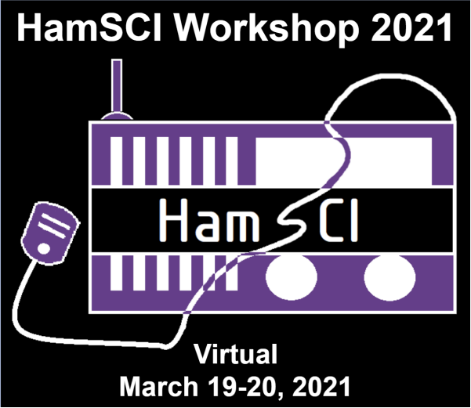 HamSCI Workshop 2021
HamSCI
Virtual
March 19-20, 2021